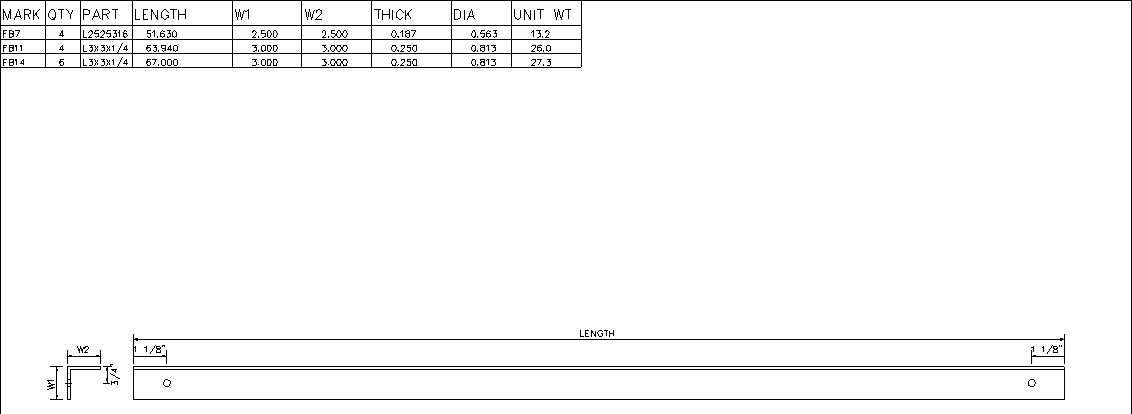 MARK QTY PART LENGTH W1 W2 THICK DIA UNIT WT
FB7 4 L2525316 51.630 2.500 2.500 0.187 0.563 13.2
FB11 4 L3X3X1/4 63.940 3.000 3.000 0.250 0.813 26.0
FB14 6 L3X3X1/4 67.000 3.000 3.000 0.250 0.813 27.3
LENGTH
W2
1 1/8"
1 1/8"
W1
3/4"